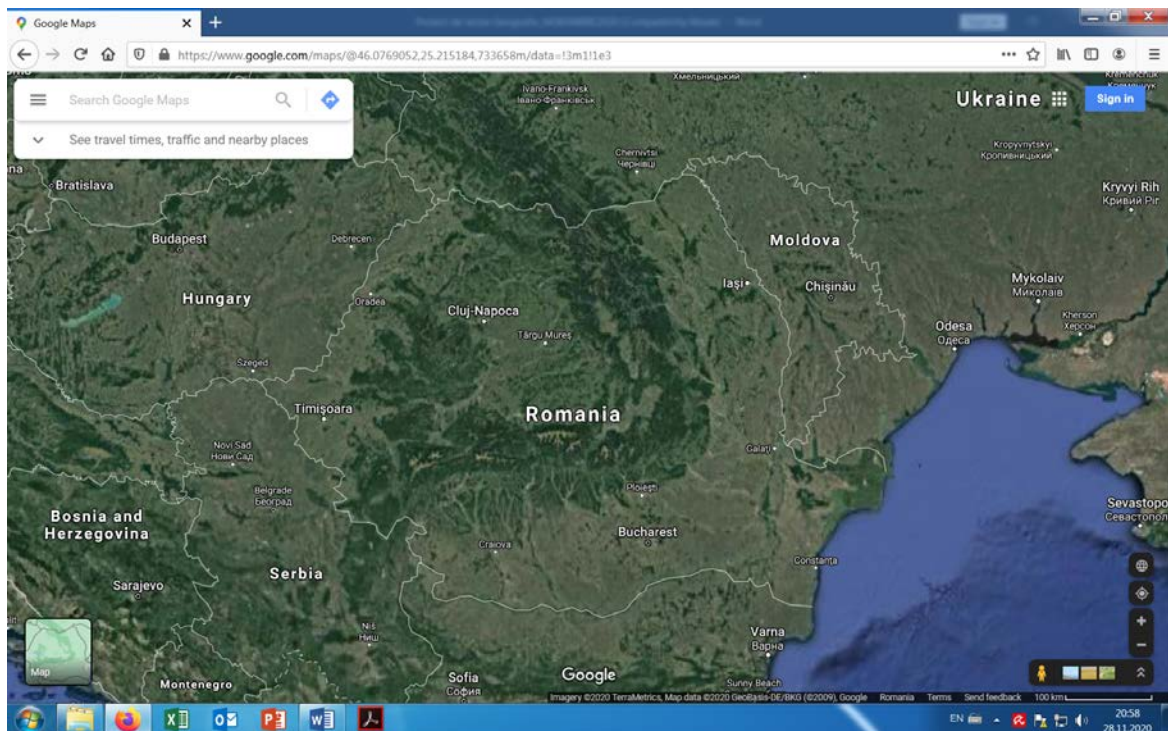 Google Maps
https://www.google.com/maps/@46.0769052,25.215184,733658m/data=!3m1!1e3
Search Google Maps
See travel times, traffic and nearby places
Sign in
Хмельницький
Kremenchuk
Ivano-Frankivsk
Івано-Франківськ
Ukraine
Chernivtsi
Чернівці
Kropyvnytskyi
Кропивницький
Bratislava
Kryvyi Rih
Кривий Ріг
Budapest
Debrecen
Moldova
Iași
Chișinău
Mykolaiv
Миколаїв
Hungary
Oradea
Cluj-Napoca
Târgu Mureș
Kherson
Херсон
Odesa
Одеса
Szeged
Timișoara
Romania
Novi Sad
Нови Сад
Galați
Belgrade
Београд
Ploiești
Sevastopo
Севастопол
Bosnia and
Herzegovina
Bucharest
Craiova
Constanța
Serbia
Sarajevo
Niš
Ниш
Varna
Варна
Map
Montenegro
Sofia
София
Google
Sunny Beach
Imagery ©2020 TerraMetrics, Map data ©2020 GeoBasis-DE/BKG (©2009), Google Romania Terms Send feedback 100 km
EN
20:58
28.11.2020